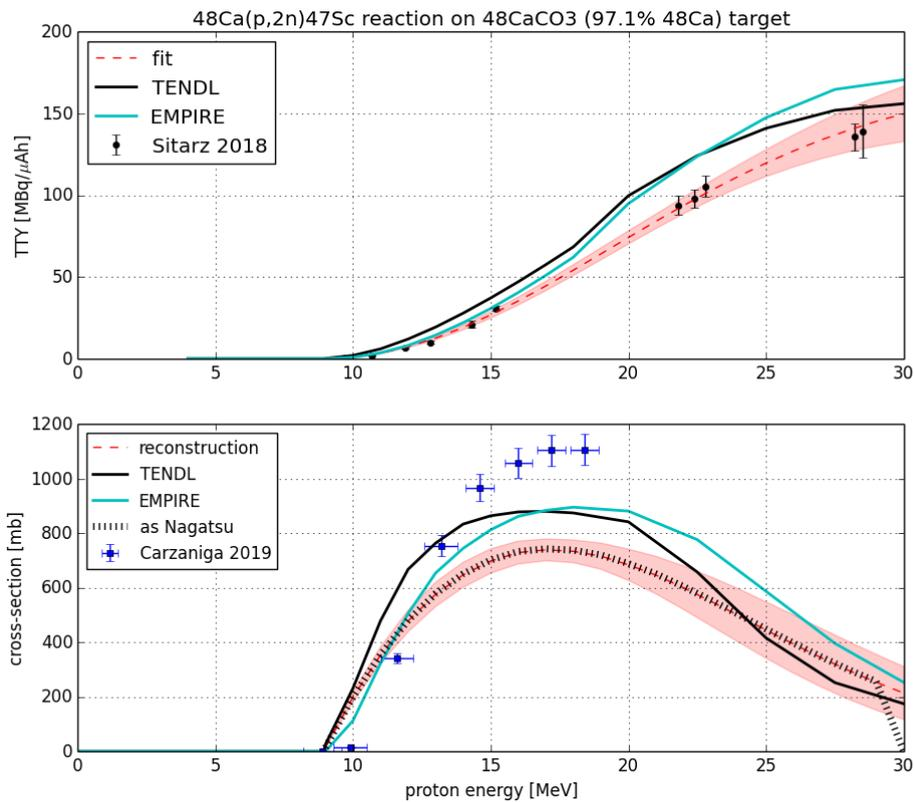 48Ca(p,2n)47Sc reaction on 48CaCO3 (97.1% 48Ca) target
200
150
100
50
0
TTY [MBq/μAh]
fit
TENDL
EMPIRE
Sitarz 2018
0 5 10 15 20 25 30
1200
1000
800
600
400
200
0
cross-section [mb]
reconstruction
TENDL
EMPIRE
as Nagatsu
Carzaniga 2019
0 5 10 15 20 25 30
proton energy [MeV]